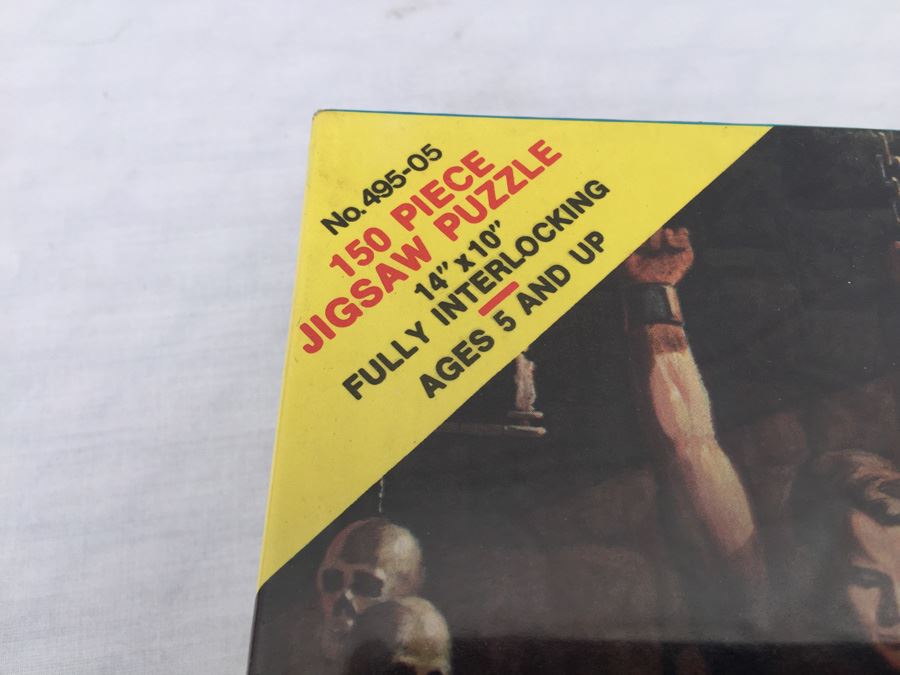 No. 495-05
150 PIECE
JIGSAW PUZZLE
14" x 10"
FULLY INTERLOCKING
AGES 5 AND UP